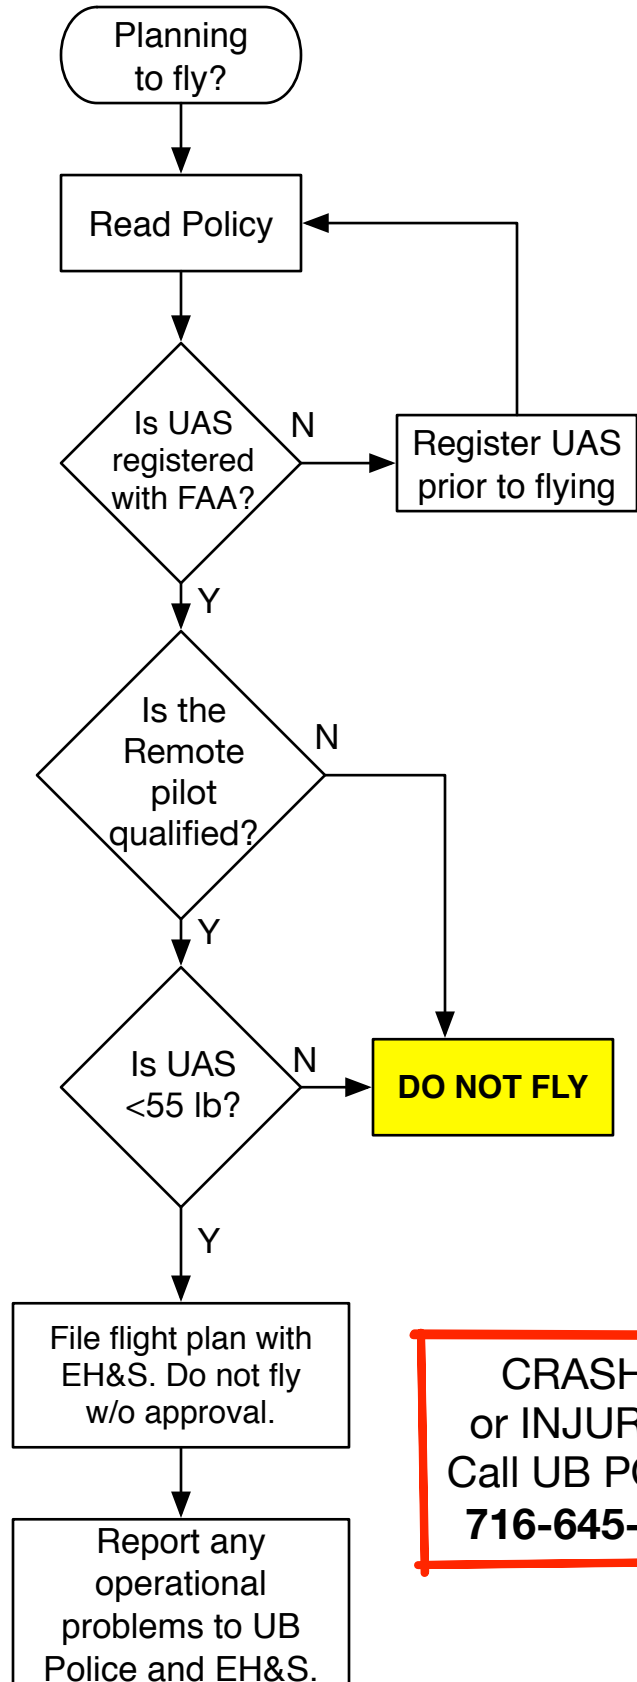 Planning
to fly?
Read Policy
Is UAS
registered
with FAA?
N
Register UAS
prior to flying
Y
Is the
Remote
pilot
qualified?
N
Y
Is UAS
<55 lb?
N
DO NOT FLY
Y
File flight plan with
EH&S. Do not fly
w/o approval.
CRASH
or INJUR
Call UB PO
716-645-
Report any
operational
problems to UB
Police and EH&S.